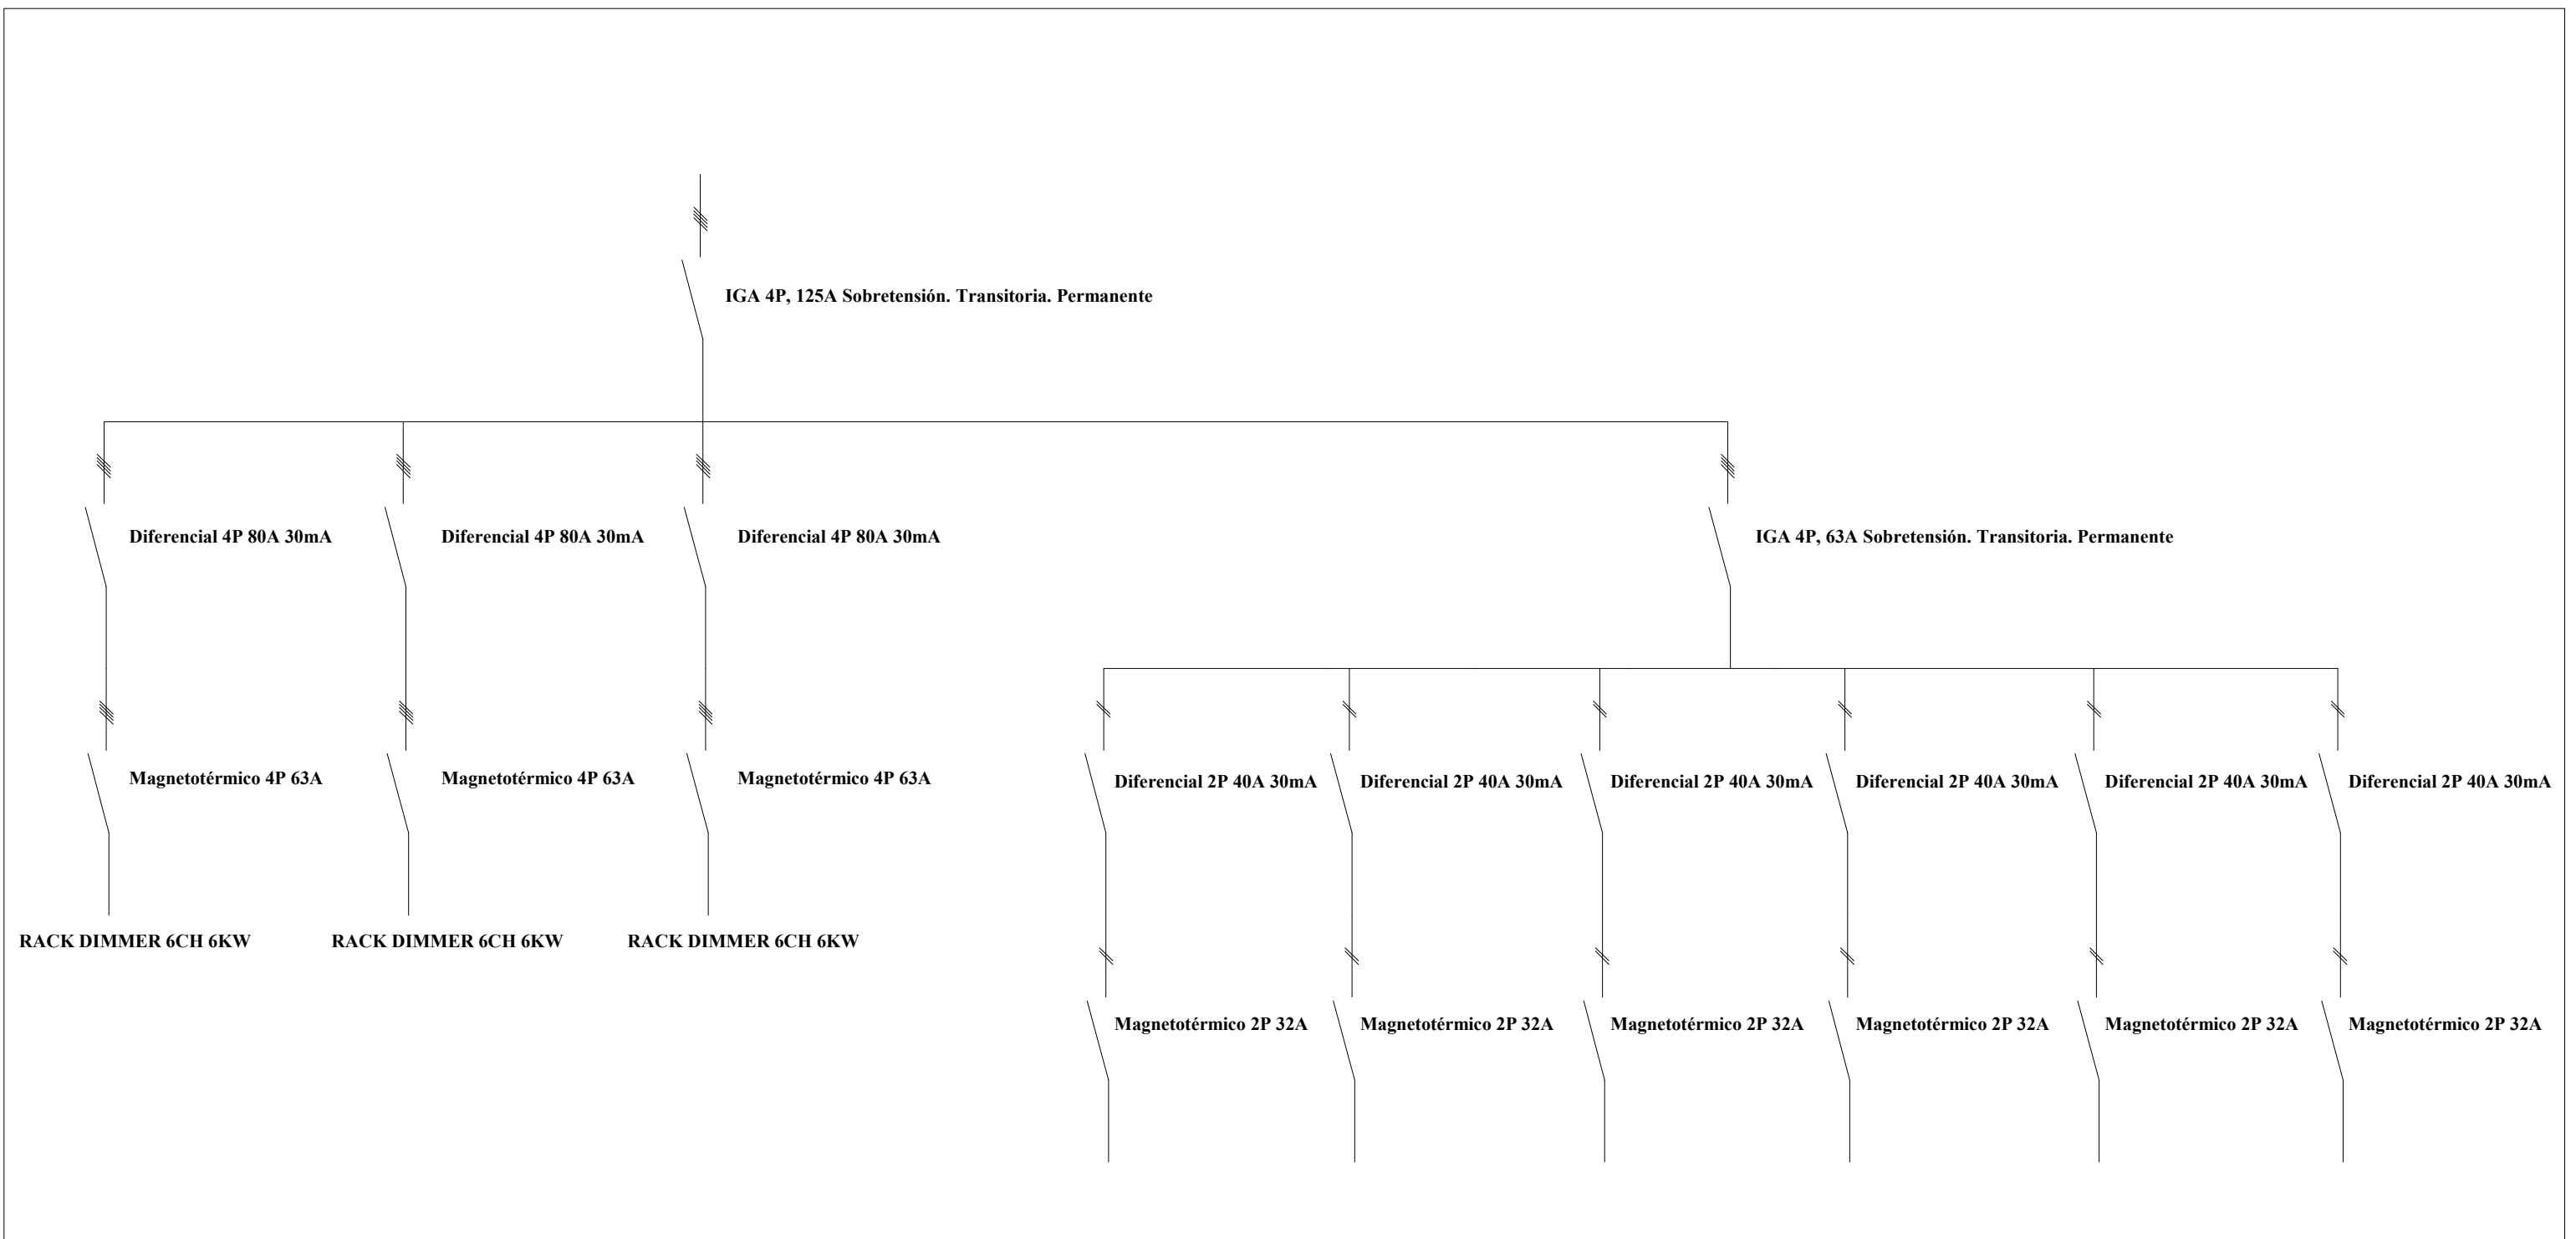 IGA 4P, 125A Sobretensión. Transitoria. Permanente
Diferencial 4P 80A 30mA
Diferencial 4P 80A 30mA
Diferencial 4P 80A 30mA
IGA 4P, 63A Sobretensión. Transitoria. Permanente
Magnetotérmico 4P 63A
Magnetotérmico 4P 63A
Magnetotérmico 4P 63A
Diferencial 2P 40A 30mA
Diferencial 2P 40A 30mA
Diferencial 2P 40A 30mA
Diferencial 2P 40A 30mA
Diferencial 2P 40A 30mA
Diferencial 2P 40A 30mA
RACK DIMMER 6CH 6KW
RACK DIMMER 6CH 6KW
RACK DIMMER 6CH 6KW
Magnetotérmico 2P 32A
Magnetotérmico 2P 32A
Magnetotérmico 2P 32A
Magnetotérmico 2P 32A
Magnetotérmico 2P 32A
Magnetotérmico 2P 32A